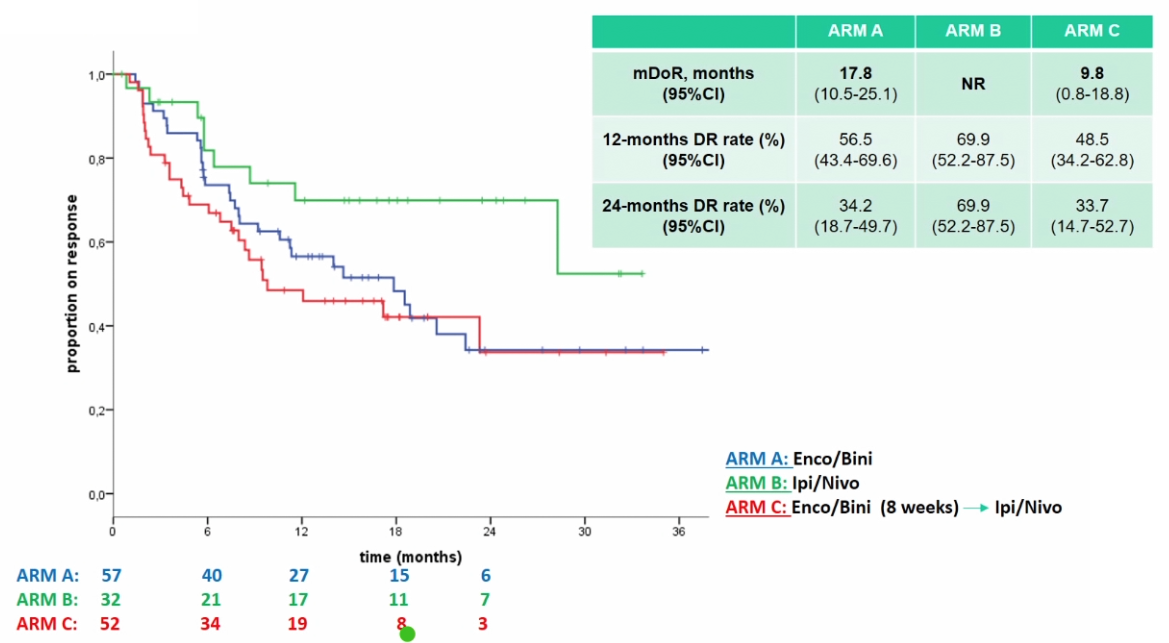 ARM A ARM B ARM C
mDoR, months 17.8 NR 9.8
(95%CI) (10.5-25.1) (0.8-18.8)
12-months DR rate (%) 56.5 69.9 48.5
(95%CI) (43.4-69.6) (52.2-87.5) (34.2-62.8)
24-months DR rate (%) 34.2 69.9 33.7
(95%CI) (18.7-49.7) (52.2-87.5) (14.7-52.7)
proportion on response
1,0
0,8
0,6
0,4
0,2
0,0
0 6 12 18 24 30 36
time (months)
ARM A: Enco/Bini
ARM B: Ipi/Nivo
ARM C: Enco/Bini (8 weeks) → Ipi/Nivo
ARM A: 57 40 27 15 6
ARM B: 32 21 17 11 7
ARM C: 52 34 19 8 3